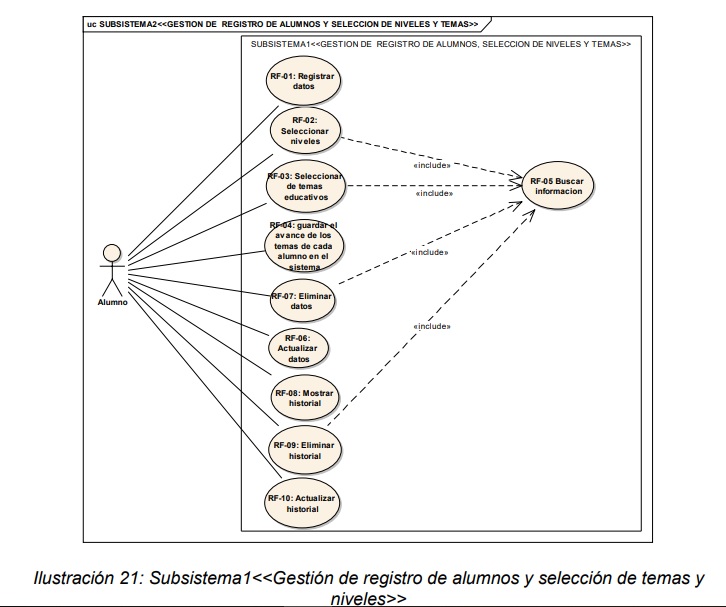 uc SUBSISTEMA2<<GESTION DE REGISTRO DE ALUMNOS Y SELECCION DE NIVELES Y TEMAS>>
SUBSISTEMA1<<GESTION DE REGISTRO DE ALUMNOS, SELECCION DE NIVELES Y TEMAS>>
RF-01: Registrar
datos
RF-02:
Seleccionar
niveles
«include»
RF-03: Seleccionar
de temas
educativos
«include»
RF-05 Buscar
informacion
RF-04: guardar el
avance de los
temas de cada
alumno en el
sistema
«include»
Alumno
RF-07: Eliminar
datos
«include»
RF-06:
Actualizar
datos
RF-08: Mostrar
historial
RF-09: Eliminar
historial
RF-10: Actualizar
historial
Ilustración 21: Subsistema1<<Gestión de registro de alumnos y selección de temas y
niveles>>